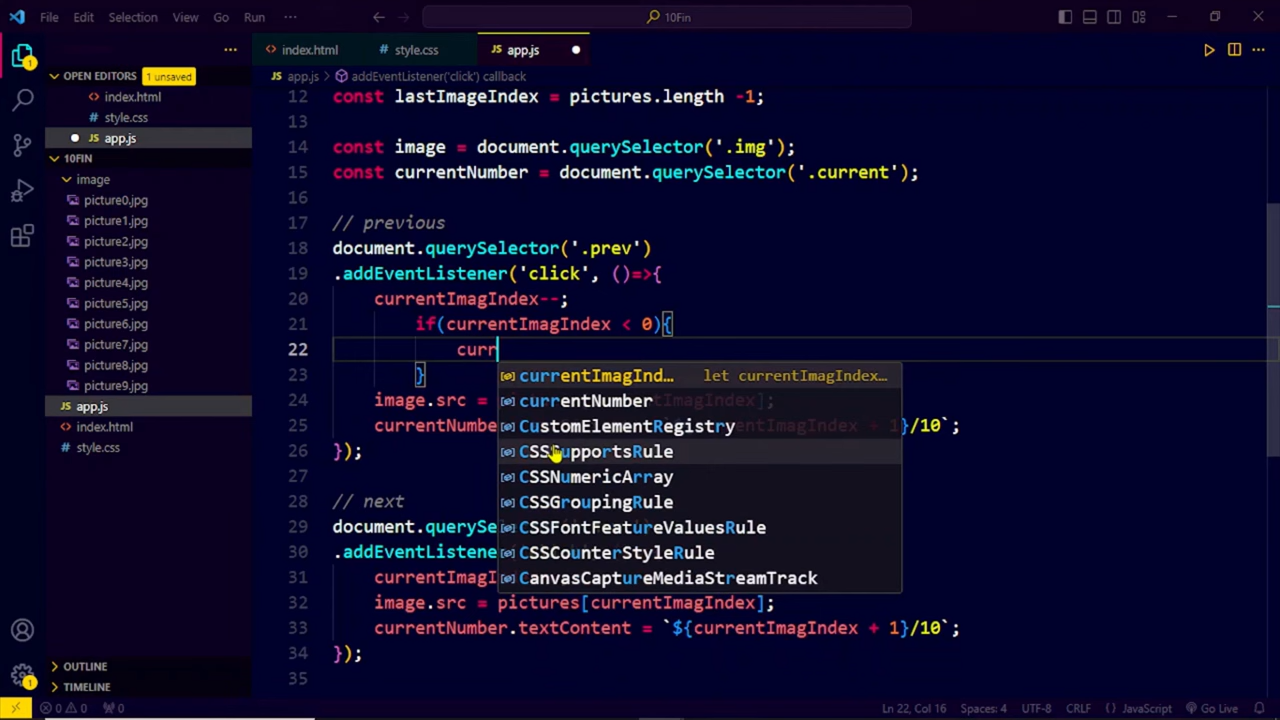 File Edit Selection View Go Run ··· 10Fin
index.html style.css app.js
OPEN EDITORS 1 unsaved
index.html
style.css
app.js
10FIN
image
picture0.jpg
picture1.jpg
picture2.jpg
picture3.jpg
picture4.jpg
picture5.jpg
picture6.jpg
picture7.jpg
picture8.jpg
picture9.jpg
app.js
index.html
style.css
OUTLINE
TIMELINE
1
1
JS app.js > addEventListener('click') callback
12 const lastImageIndex = pictures.length -1;
13
14 const image = document.querySelector('.img');
15 const currentNumber = document.querySelector('.current');
16
17 // previous
18 document.querySelector('.prev')
19 .addEventListener('click', ()=>{
20 currentImagIndex--;
21 if(currentImagIndex < 0){
22 curr
23 }
24 image.src =
25 currentNumber /10`;
26 });
27
28 // next
29 document.querySe
30 .addEventListene
31 currentImagI
32 image.src = pictures[currentImagIndex];
33 currentNumber.textContent = `${currentImagIndex + 1}/10`;
34 });
35
currentImagInd… let currentImagIndex…
currentNumber
CustomElementRegistry
CSSSupportsRule
CSSNumericArray
CSSGroupingRule
CSSFontFeatureValuesRule
CSSCounterStyleRule
CanvasCaptureMediaStreamTrack
0 0 0 Ln 22, Col 16 Spaces: 4 UTF-8 CRLF {} JavaScript Go Live